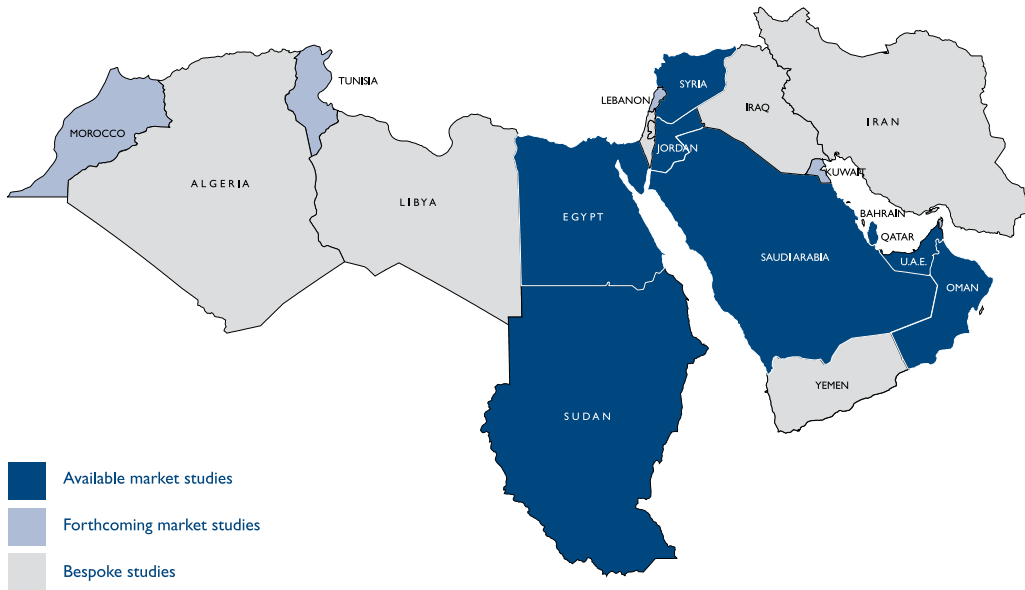 TUNISIA
MOROCCO
ALGERIA
LIBYA
EGYPT
SUDAN
LEBANON
SYRIA
JORDAN
IRAQ
IRAN
KUWAIT
BAHRAIN
QATAR
SAUDI ARABIA
U.A.E.
OMAN
YEMEN
Available market studies
Forthcoming market studies
Bespoke studies